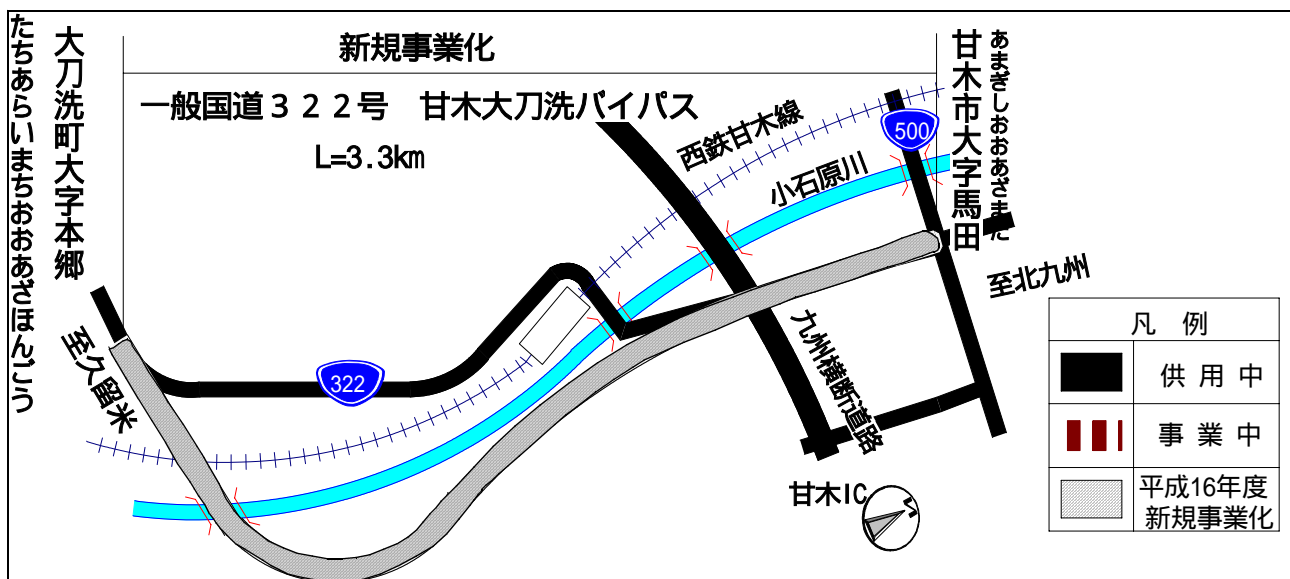 たちあらいまちおおあざほんごう
大刀洗町大字本郷
新規事業化
一般国道３２２号　甘木大刀洗バイパス
L=3.3km
西鉄甘木線
小石原川
500
甘木市大字馬田
あまぎしおおあざまだ
至北九州
至久留米
322
九州横断道路
甘木IC
凡 例
供 用 中
事 業 中
平成16年度
新規事業化